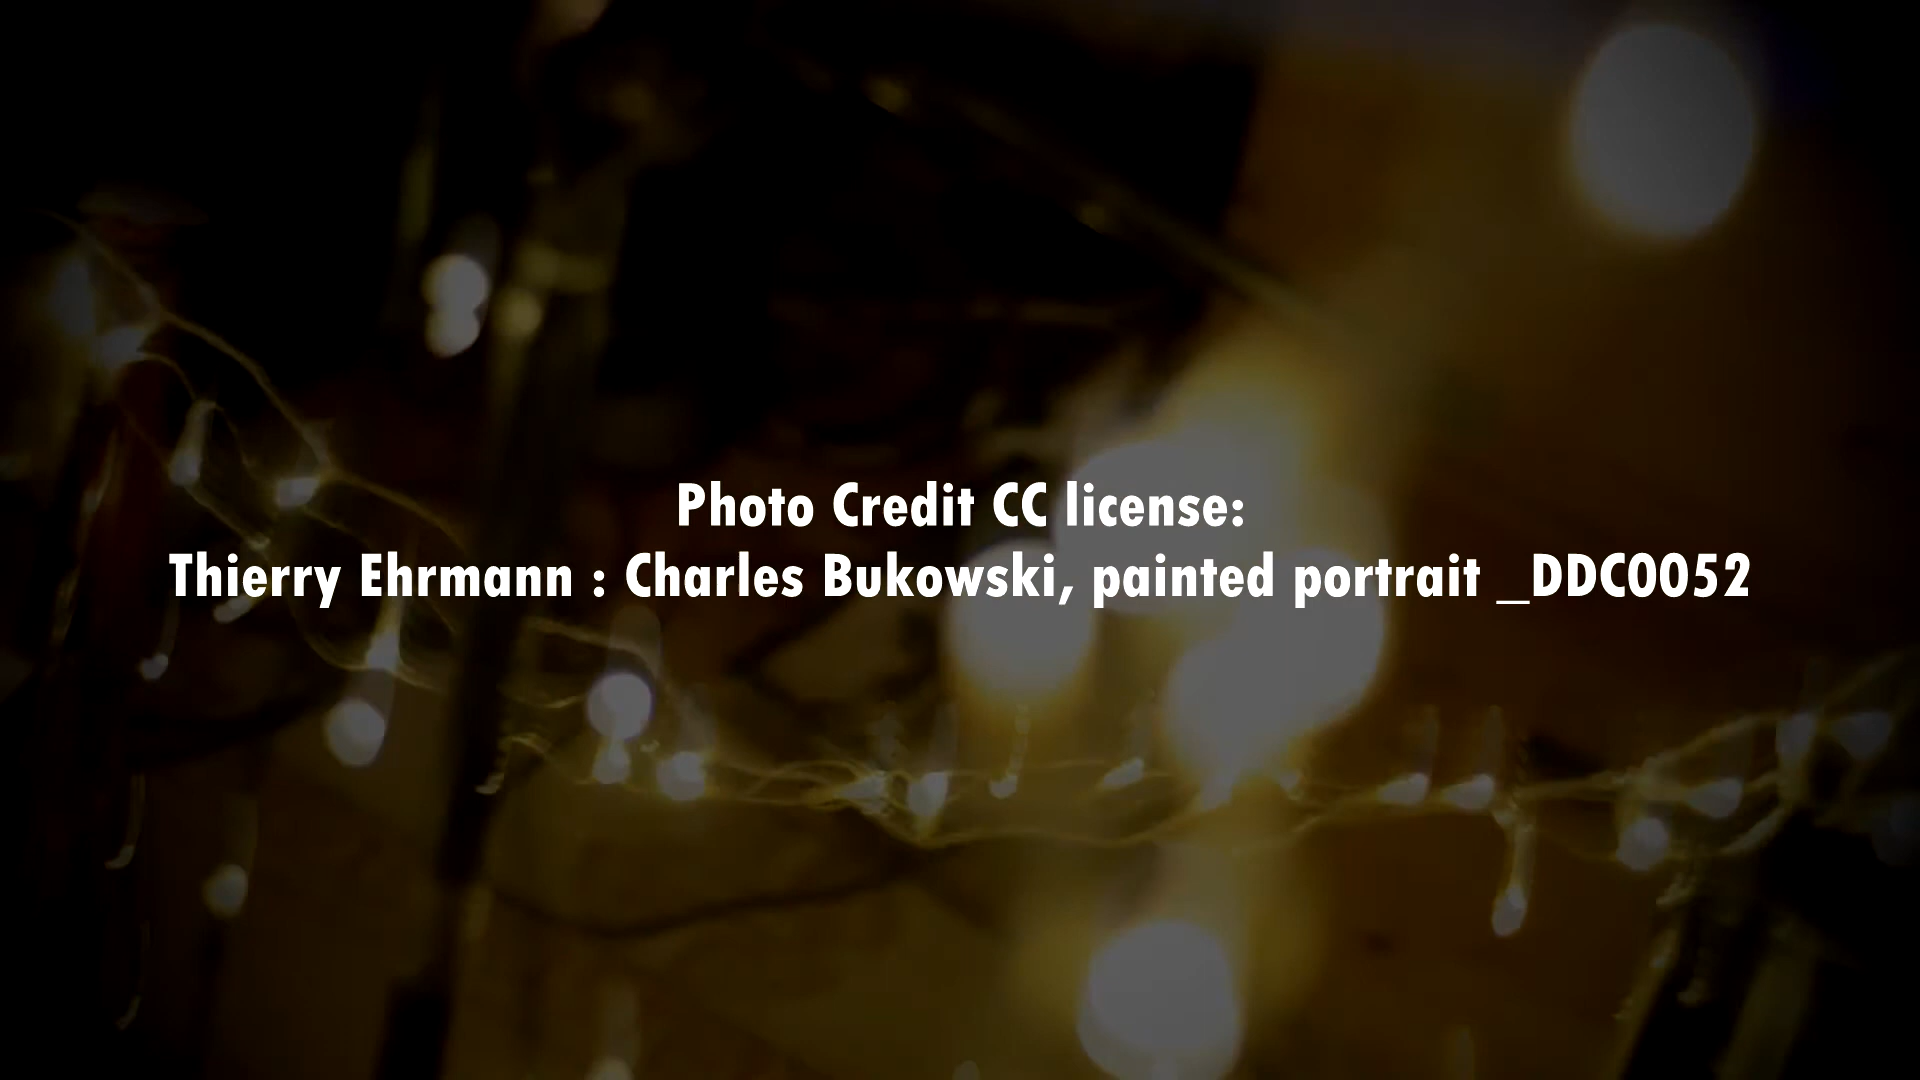 Photo Credit CC license:
Thierry Ehrmann : Charles Bukowski, painted portrait _DDC0052